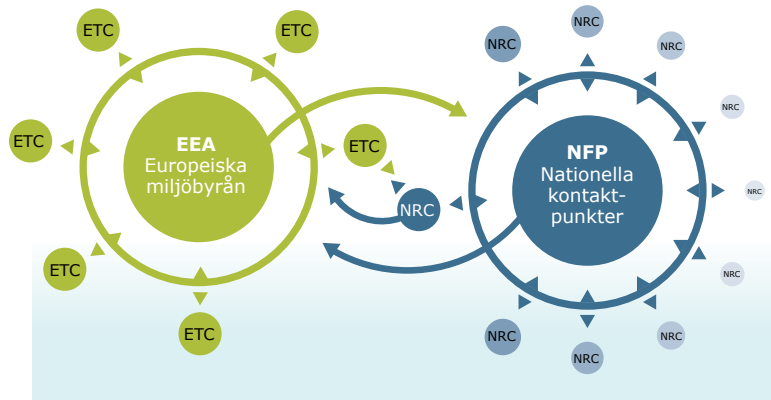 ETC
ETC
ETC
ETC
ETC
ETC
EEA
Europeiska
miljöbyrån
NRC
NFP
Nationella
kontakt-
punkter
NRC
NRC
NRC
NRC
NRC
NRC
NRC
NRC
NRC